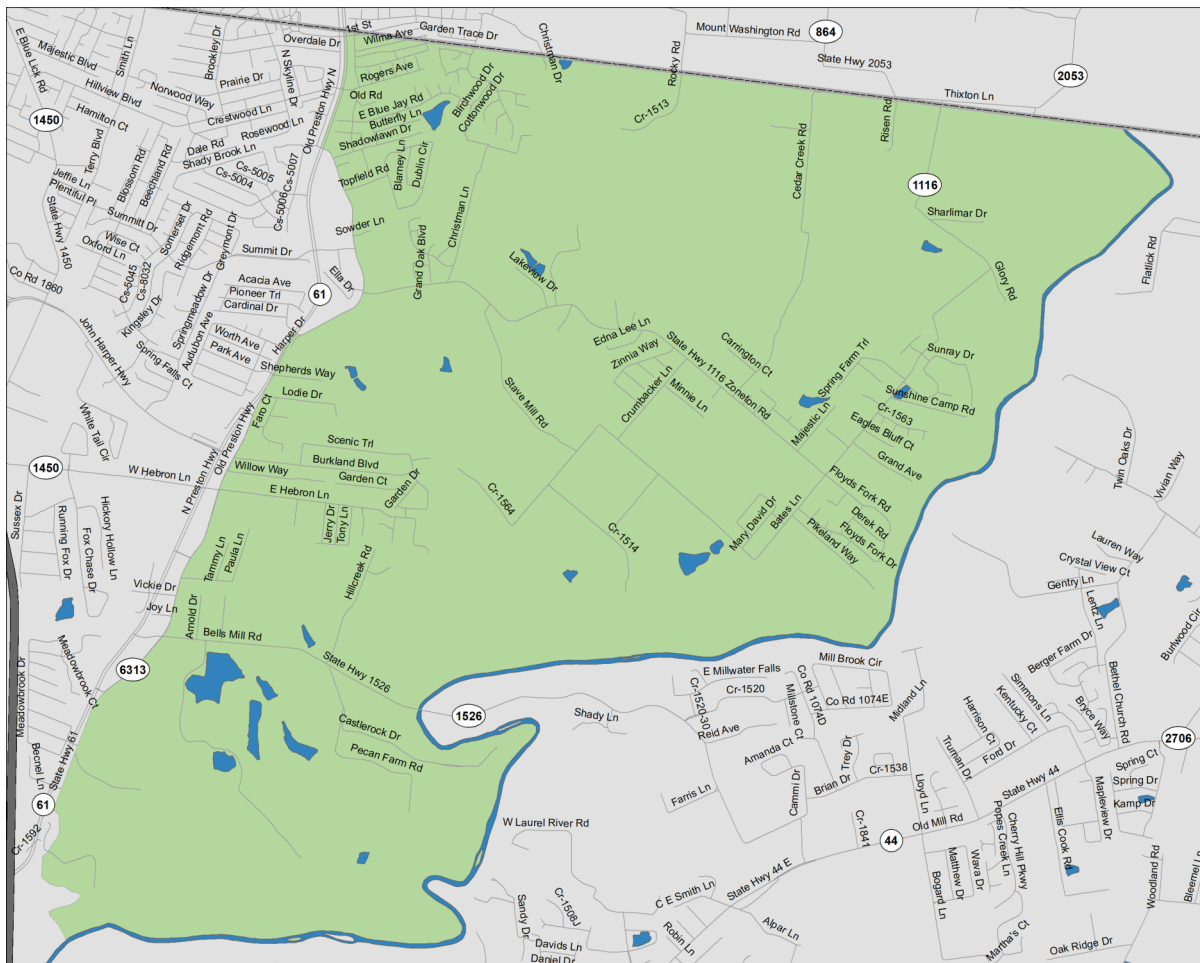 1st St
Garden Trace Dr
Christman Dr
Mount Washington Rd
864
E Blue Lick Rd
Majestic Blvd
Smith Ln
Brookley Dr
Overdale Dr
Wilma Ave
N Skyline Dr
Old Preston Hwy N
Rocky Rd
State Hwy 2053
2053
Hillview Blvd
Norwood Way
Prairie Dr
Rogers Ave
Birchwood Dr
Cottonwood Dr
Thixton Ln
Hamilton Ct
Crestwood Ln
Old Rd
E Blue Jay Rd
Butterfly Ln
Cr-1513
Risen Rd
1450
Terry Blvd
Rosewood Ln
Dale Rd
Shady Brook Ln
Shadowlawn Dr
Cedar Creek Rd
Blossom Rd
Beechland Rd
Cs-5005
Cs-5004
Cs-5007
Cs-5006
Topfield Rd
Blarney Ln
Dublin Cir
Jeffie Ln
Plentiful Pl
1116
State Hwy 1450
Summitt Dr
Somerset Dr
Ridgemont Rd
Greymont Dr
Sowder Ln
Christman Ln
Grand Oak Blvd
Sharlimar Dr
Wise Ct
Oxford Ln
Summit Dr
Flatlick Rd
Co Rd 1860
Cs-5045
Cs-8032
Ella Dr
Lakeview Dr
Glory Rd
Kingsley Dr
Springmeadow Dr
Acacia Ave
Pioneer Trl
Cardinal Dr
61
John Harper Hwy
Spring Falls Ct
Audubon Ave
Worth Ave
Park Ave
Harper Dr
Edna Lee Ln
Zinnia Way
State Hwy 1116 Zoneton Rd
Carrington Ct
Sunray Dr
Shepherds Way
Stave Mill Rd
Crumbacker Ln
Minnie Ln
Spring Farm Trl
Sunshine Camp Rd
Lodie Dr
Faro Ct
Old Preston Hwy
White Tail Cir
Majestic Ln
Cr-1563
Eagles Bluff Ct
Scenic Trl
Burkland Blvd
Grand Ave
Twin Oaks Dr
1450
W Hebron Ln
N Preston Hwy
Willow Way
Garden Ct
Garden Dr
Vivian Way
E Hebron Ln
Cr-1564
Floyds Fork Rd
Sussex Dr
Running Fox Dr
Fox Chase Dr
Hickory Hollow Ln
Jerry Dr
Tony Ln
Cr-1514
Mary David Dr
Bates Ln
Derek Rd
Pikeland Way
Floyds Fork Dr
Tammy Ln
Paula Ln
Hillcreek Rd
Lauren Way
Crystal View Ct
Gentry Ln
Vickie Dr
Joy Ln
Arnold Dr
Lentz Ln
Bells Mill Rd
Meadowbrook Ct
Burlwood Cir
Berger Farm Dr
6313
State Hwy 1526
Mill Brook Cir
E Millwater Falls
Meadowbrook Dr
Cr-1520
Cr-1520-30
Millstone Ct
Co Rd 1074D
Co Rd 1074E
Midland Ln
Simmons Ln
Kentucky Ct
Bethel Church Rd
Bryce Way
1526
Shady Ln
Castlerock Dr
Reid Ave
Harrison Ct
State Hwy 61
Pecan Farm Rd
Amanda Ct
Trey Dr
Truman Dr
Ford Dr
2706
Becnel Ln
Cr-1538
Spring Ct
Spring Dr
Brian Dr
Cammi Dr
Farris Ln
Lloyd Ln
State Hwy 44
Kamp Dr
Mapleview Dr
61
Cr-1592
W Laurel River Rd
Cr-1841
Old Mill Rd
44
Popes Creek Ln
Cherry Hill Pkwy
Ellis Cook Rd
Woodland Rd
Bleemel Ln
State Hwy 44 E
C E Smith Ln
Bogard Ln
Matthew Dr
Wava Dr
Sandy Dr
Cr-1508J
Alpar Ln
Robin Ln
Martha's Ct
Davids Ln
Daniel Dr
Oak Ridge Dr